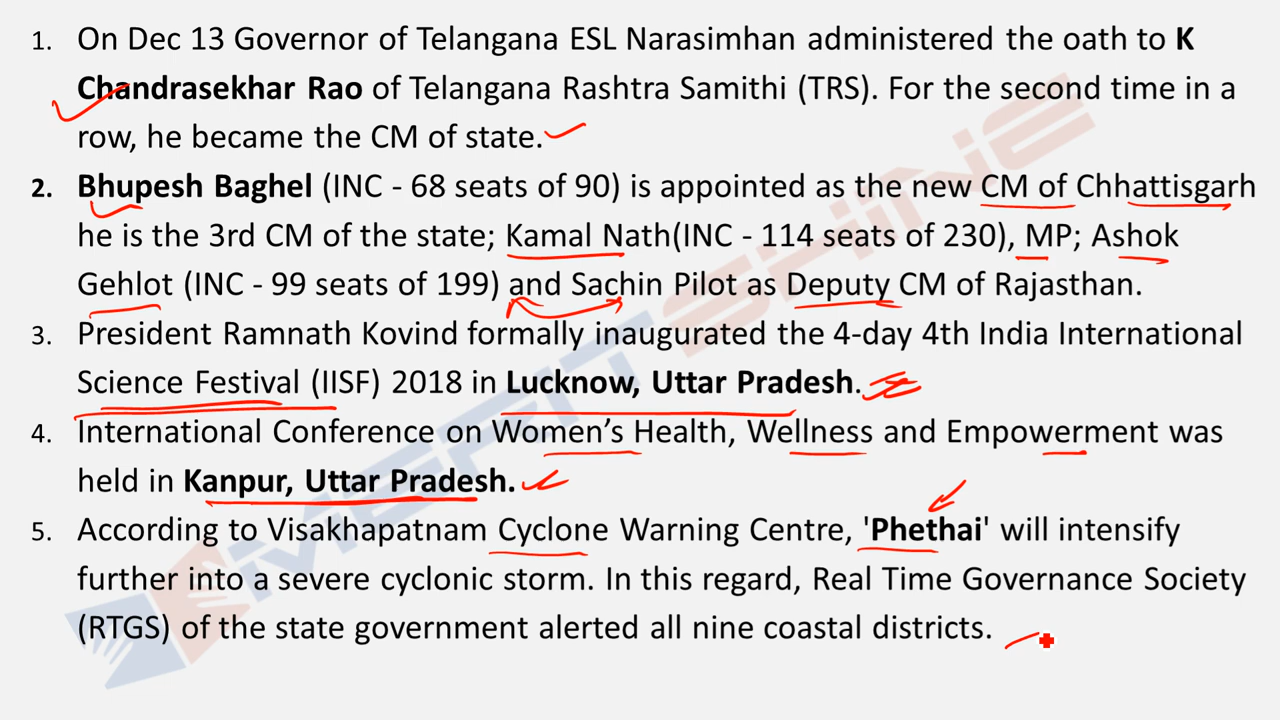 1. On Dec 13 Governor of Telangana ESL Narasimhan administered the oath to K
Chandrasekhar Rao of Telangana Rashtra Samithi (TRS). For the second time in a
row, he became the CM of state.
2. Bhupesh Baghel (INC - 68 seats of 90) is appointed as the new CM of Chhattisgarh
he is the 3rd CM of the state; Kamal Nath(INC - 114 seats of 230), MP; Ashok
Gehlot (INC - 99 seats of 199) and Sachin Pilot as Deputy CM of Rajasthan.
3. President Ramnath Kovind formally inaugurated the 4-day 4th India International
Science Festival (IISF) 2018 in Lucknow, Uttar Pradesh.
4. International Conference on Women's Health, Wellness and Empowerment was
held in Kanpur, Uttar Pradesh.
5. According to Visakhapatnam Cyclone Warning Centre, 'Phethai' will intensify
further into a severe cyclonic storm. In this regard, Real Time Governance Society
(RTGS) of the state government alerted all nine coastal districts.
MERITSHINE